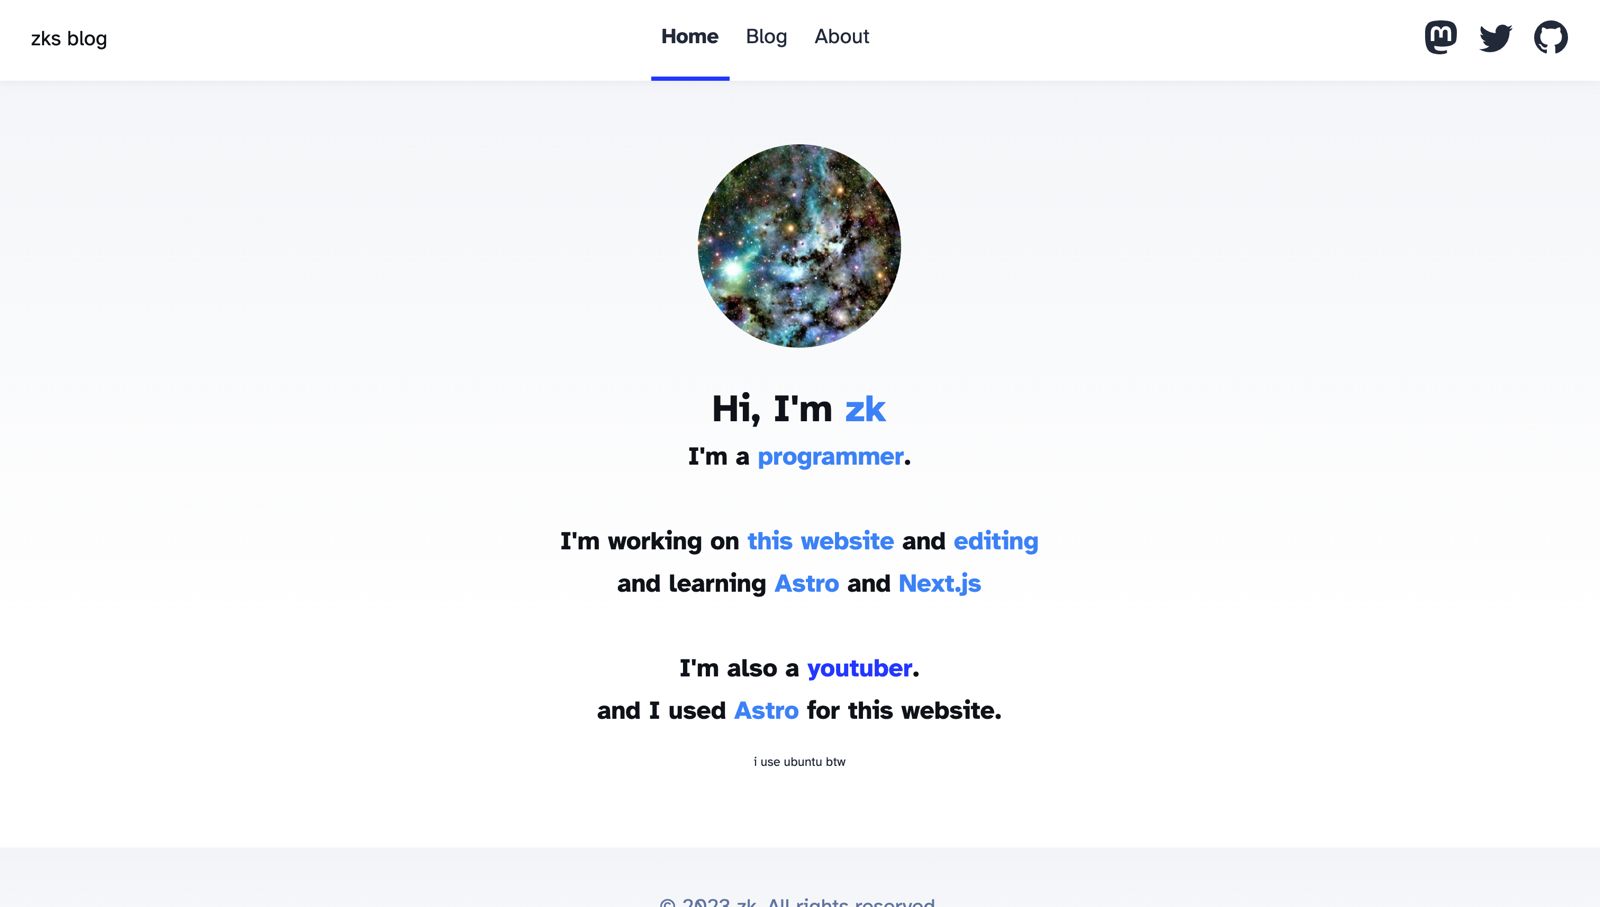 zks blog
Home Blog About
Hi, I'm zk
I'm a programmer.
I'm working on this website and editing
and learning Astro and Next.js
I'm also a youtuber.
and I used Astro for this website.
i use ubuntu btw
© 2023 zk. All rights reserved.